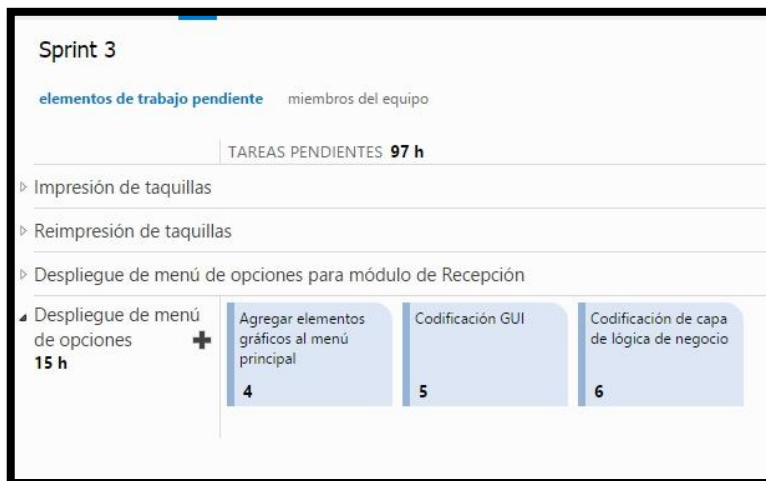 Sprint 3
elementos de trabajo pendiente miembros del equipo
TAREAS PENDIENTES 97 h
Impresión de taquillas
Reimpresión de taquillas
Despliegue de menú de opciones para módulo de Recepción
Despliegue de menú
de opciones
15 h
Agregar elementos
gráficos al menú
principal
4
Codificación GUI
5
Codificación de capa
de lógica de negocio
6